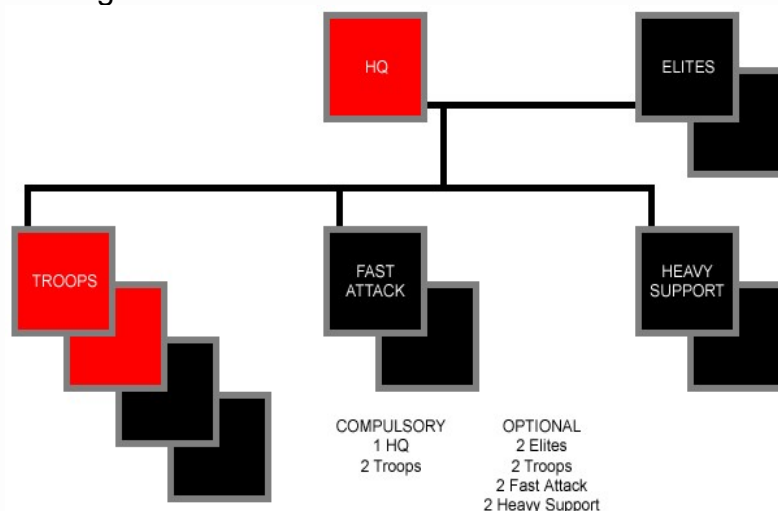 HQ
ELITES
TROOPS
FAST
ATTACK
HEAVY
SUPPORT
COMPULSORY
1 HQ
2 Troops
OPTIONAL
2 Elites
2 Troops
2 Fast Attack
2 Heavy Support